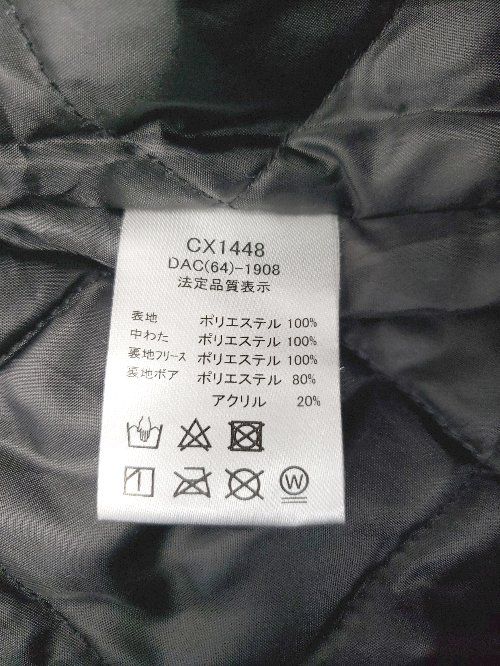 CX1448
DAC(64)-1908
法定品質表示
表地 ポリエステル 100%
中わた ポリエステル 100%
裏地フリース ポリエステル 100%
裏地ボア ポリエステル 80%
アクリル 20%
W